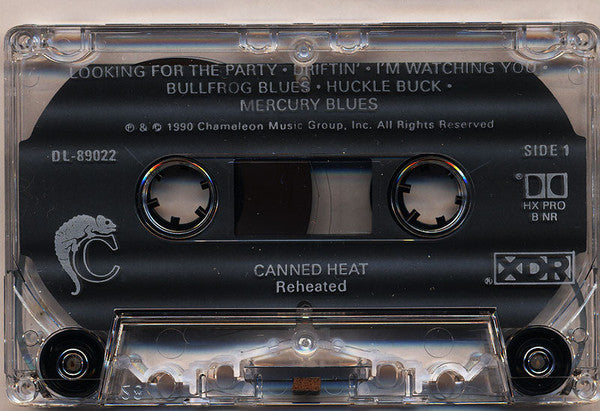 LOOKING FOR THE PARTY • DRIFTIN' • I'M WATCHING YOU •
BULLFROG BLUES • HUCKLE BUCK •
MERCURY BLUES
℗ & © 1990 Chameleon Music Group, Inc. All Rights Reserved
DL-89022
SIDE 1
® DD
HX PRO
B NR
C
XDR ®
CANNED HEAT
Reheated